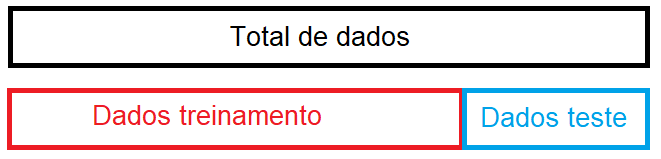 Total de dados
Dados treinamento
Dados teste